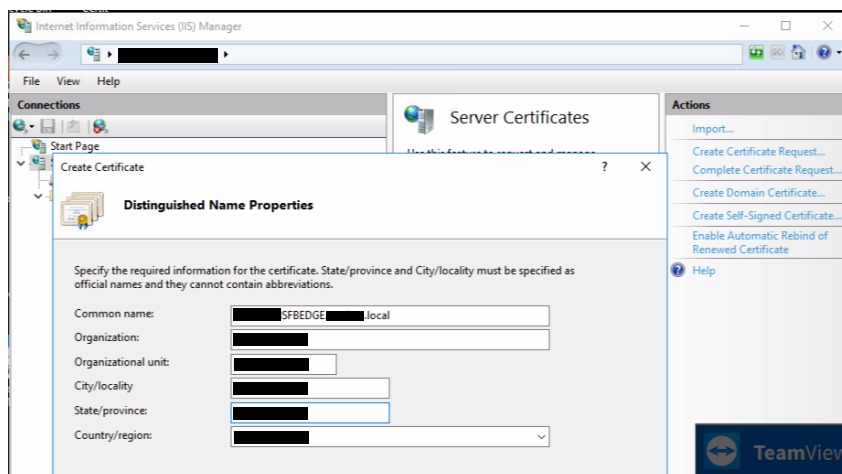 Internet Information Services (IIS) Manager
File View Help
Connections
Start Page
Server Certificates
Use this feature to request and manage
Actions
Import...
Create Certificate Request...
Complete Certificate Request...
Create Domain Certificate...
Create Self-Signed Certificate...
Enable Automatic Rebind of
Renewed Certificate
Help
Create Certificate ?
Distinguished Name Properties
Specify the required information for the certificate. State/province and City/locality must be specified as
official names and they cannot contain abbreviations.
Common name: SFBEDGE .local
Organization:
Organizational unit:
City/locality
State/province:
Country/region:
TeamView